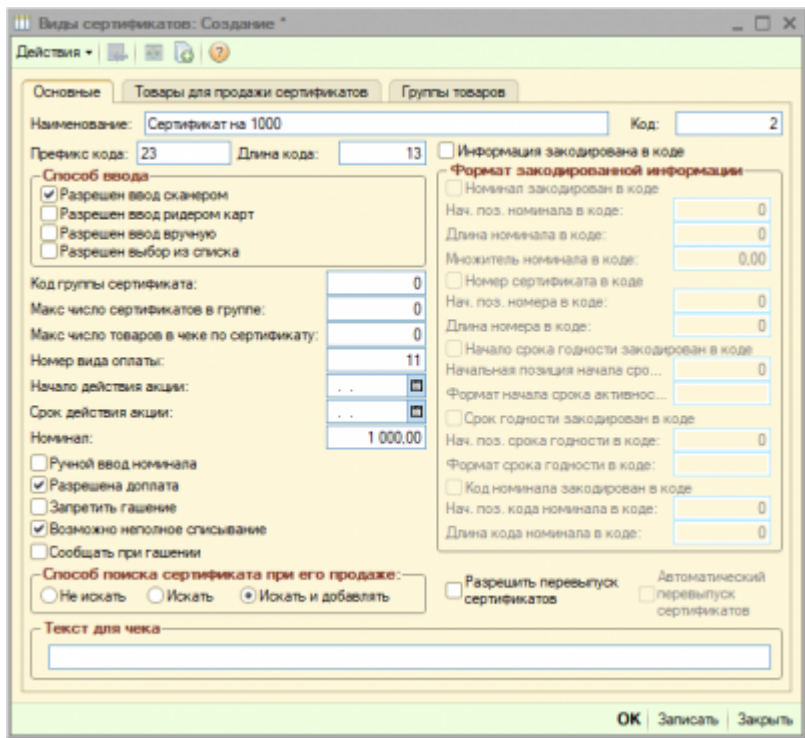 Виды сертификатов: Создание *
Действия
Основные Товары для продажи сертификатов Группы товаров
Наименование: Сертификат на 1000 Код: 2
Префикс кода: 23 Длина кода: 13 Информация закодирована в коде
Способ ввода
Разрешен ввод сканером
Разрешен ввод ридером карт
Разрешен ввод вручную
Разрешен выбор из списка
Код группы сертификата: 0
Макс число сертификатов в группе: 0
Макс число товаров в чеке по сертификату: 0
Номер вида оплаты: 11
Начало действия акции: . .
Срок действия акции: . .
Номинал: 1 000.00
Ручной ввод номинала
Разрешена доплата
Запретить гашение
Возможно неполное списывание
Сообщать при гашении
Формат закодированной информации
Номинал закодирован в коде
Нач. поз. номинала в коде: 0
Длина номинала в коде: 0
Множитель номинала в коде: 0,00
Номер сертификата в коде
Нач. поз. номера в коде: 0
Длина номера в коде: 0
Начало срока годности закодирован в коде
Начальная позиция начала сро... 0
Формат начала срока активнос...
Срок годности закодирован в коде
Нач. поз. срока годности в коде: 0
Формат срока годности в коде:
Код номинала закодирован в коде
Нач. поз. кода номинала в коде: 0
Длина кода номинала в коде: 0
Способ поиска сертификата при его продаже:
Не искать Искать Искать и добавлять
Разрешить перевыпуск
сертификатов
Автоматический
перевыпуск
сертификатов
Текст для чека
OK Записать Закрыть